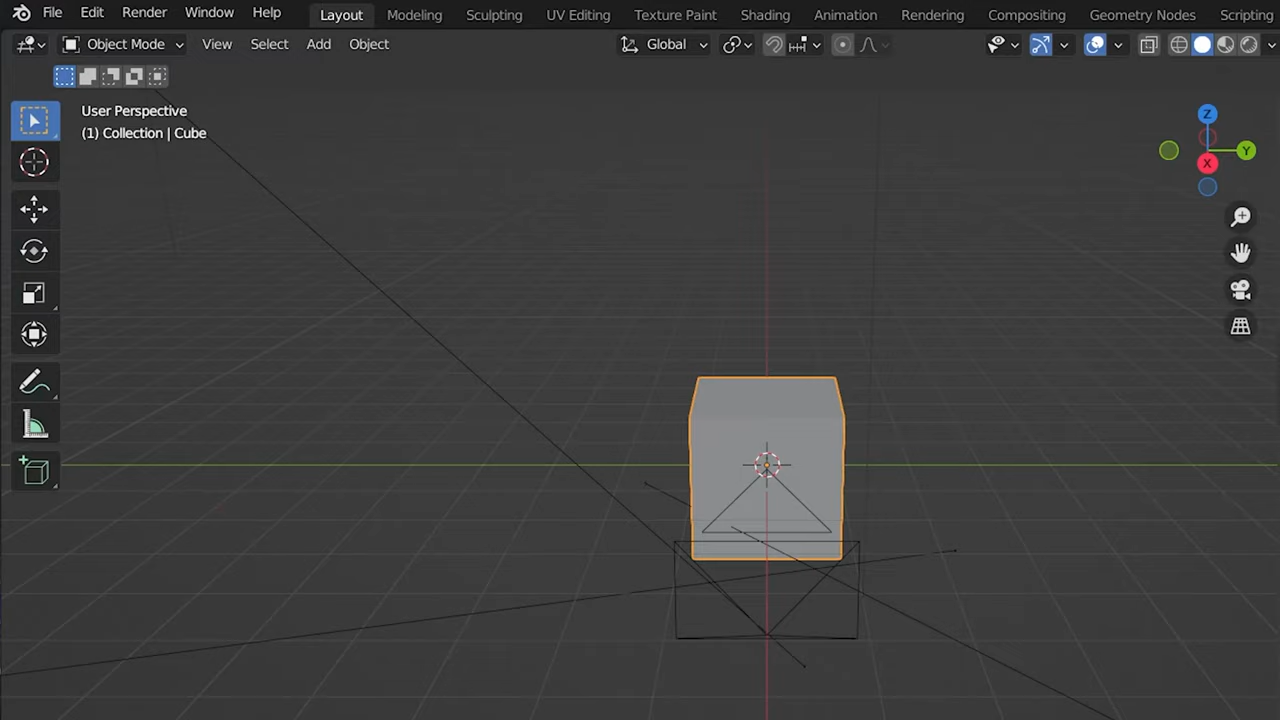 File Edit Render Window Help Layout Modeling Sculpting UV Editing Texture Paint Shading Animation Rendering Compositing Geometry Nodes Scripting
Object Mode View Select Add Object Global
User Perspective
(1) Collection | Cube
Z
Y
X